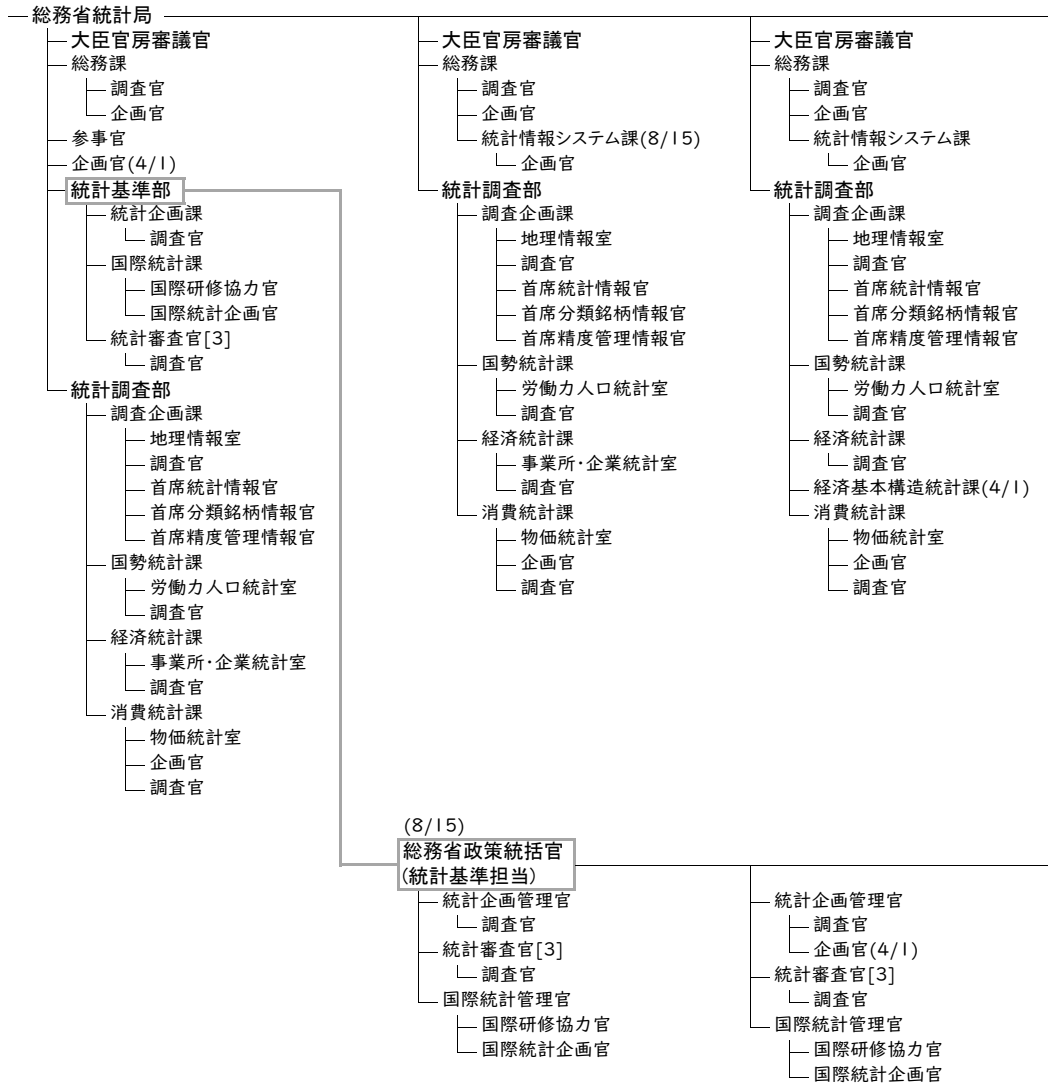 総務省統計局
大臣官房審議官
総務課
調査官
企画官
参事官
企画官(4/1)
統計基準部
統計企画課
調査官
国際統計課
国際研修協力官
国際統計企画官
統計審査官[3]
調査官
統計調査部
調査企画課
地理情報室
調査官
首席統計情報官
首席分類銘柄情報官
首席精度管理情報官
国勢統計課
労働力人口統計室
調査官
経済統計課
事業所・企業統計室
調査官
消費統計課
物価統計室
企画官
調査官
大臣官房審議官
総務課
調査官
企画官
統計情報システム課(8/15)
企画官
統計調査部
調査企画課
地理情報室
調査官
首席統計情報官
首席分類銘柄情報官
首席精度管理情報官
国勢統計課
労働力人口統計室
調査官
経済統計課
事業所・企業統計室
調査官
消費統計課
物価統計室
企画官
調査官
大臣官房審議官
総務課
調査官
企画官
統計情報システム課
企画官
統計調査部
調査企画課
地理情報室
調査官
首席統計情報官
首席分類銘柄情報官
首席精度管理情報官
国勢統計課
労働力人口統計室
調査官
経済統計課
調査官
経済基本構造統計課(4/1)
消費統計課
物価統計室
企画官
調査官
(8/15)
総務省政策統括官
(統計基準担当)
統計企画管理官
調査官
統計審査官[3]
調査官
国際統計管理官
国際研修協力官
国際統計企画官
統計企画管理官
調査官
企画官(4/1)
統計審査官[3]
調査官
国際統計管理官
国際研修協力官
国際統計企画官